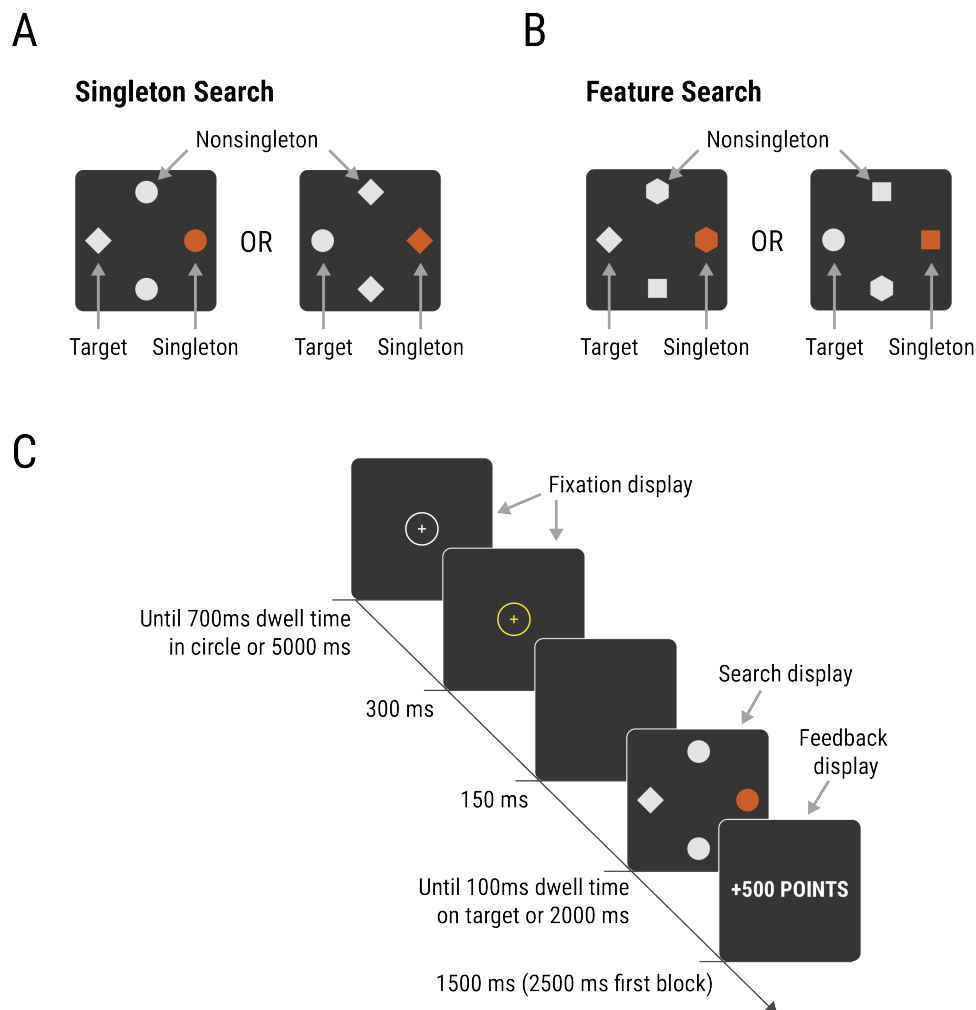 A
Singleton Search
Nonsingleton
OR
Target
Singleton
Target
Singleton
B
Feature Search
Nonsingleton
OR
Target
Singleton
Target
Singleton
C
Fixation display
Until 700ms dwell time
in circle or 5000 ms
300 ms
Search display
150 ms
Feedback
display
Until 100ms dwell time
on target or 2000 ms
+500 POINTS
1500 ms (2500 ms first block)